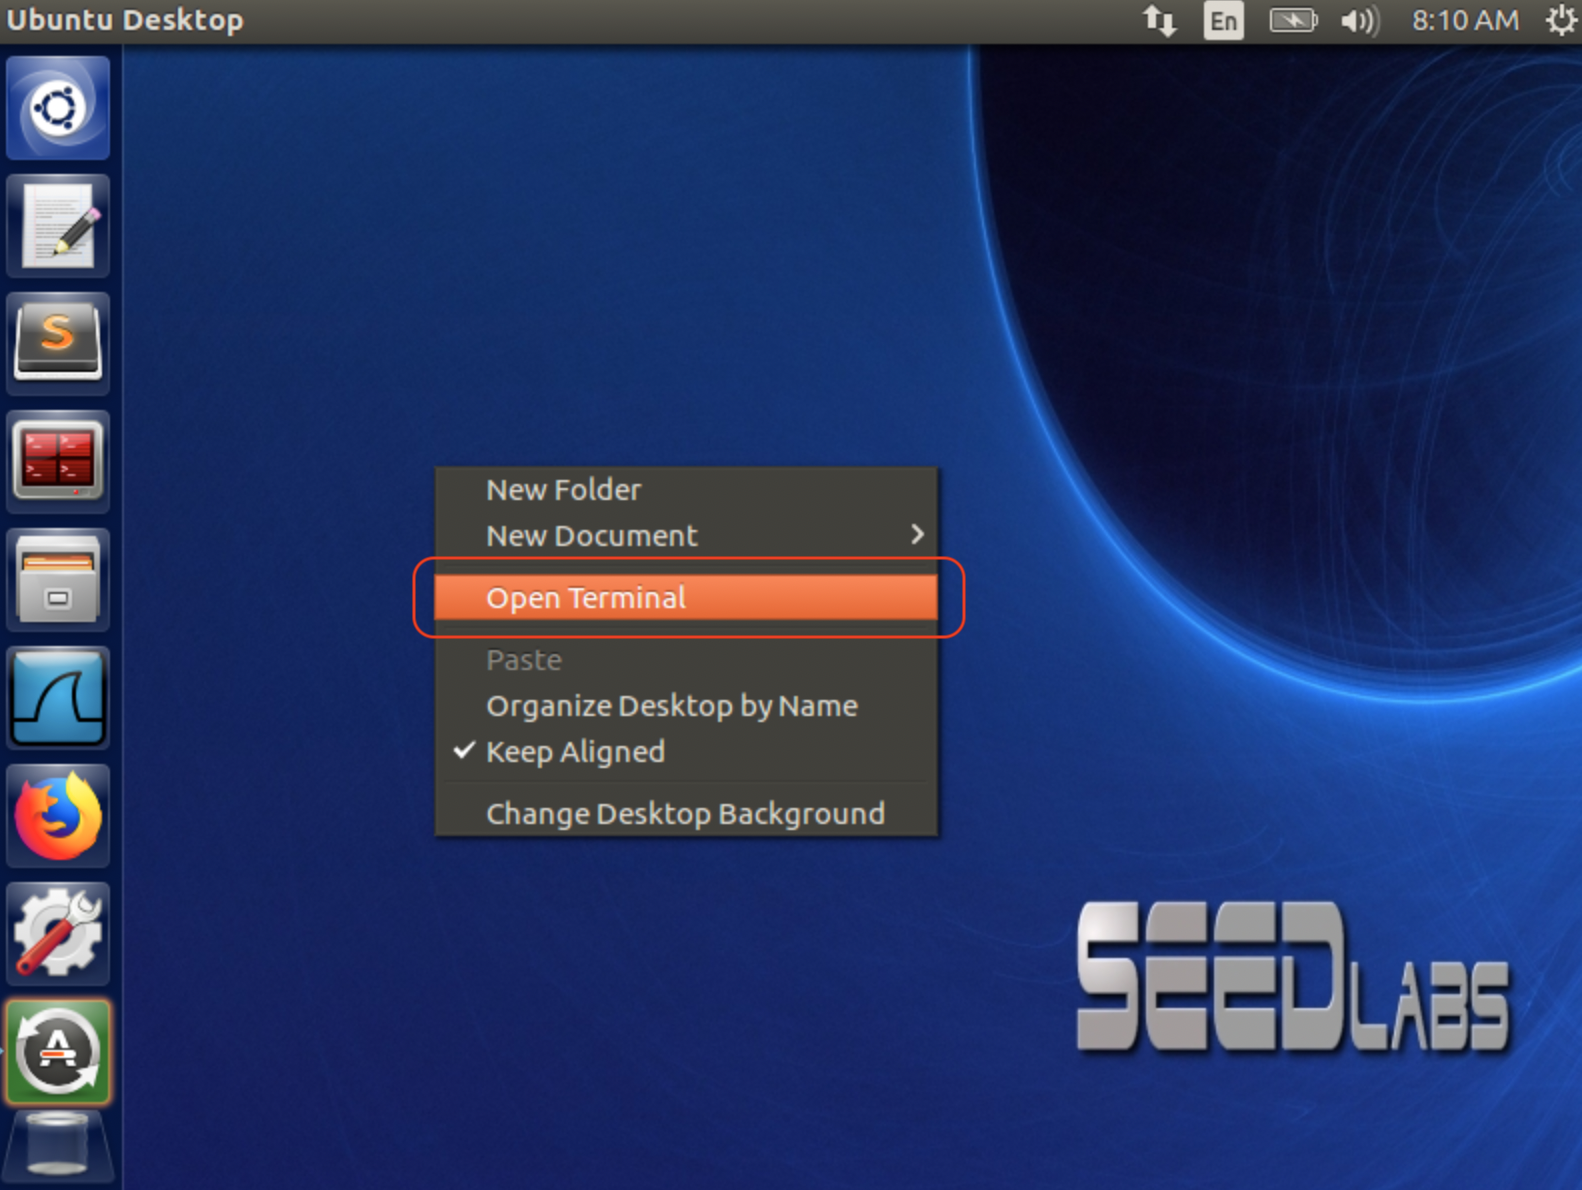 Ubuntu Desktop
En
8:10 AM
S
New Folder
New Document
Open Terminal
Paste
Organize Desktop by Name
Keep Aligned
Change Desktop Background
SEEDLABS
A